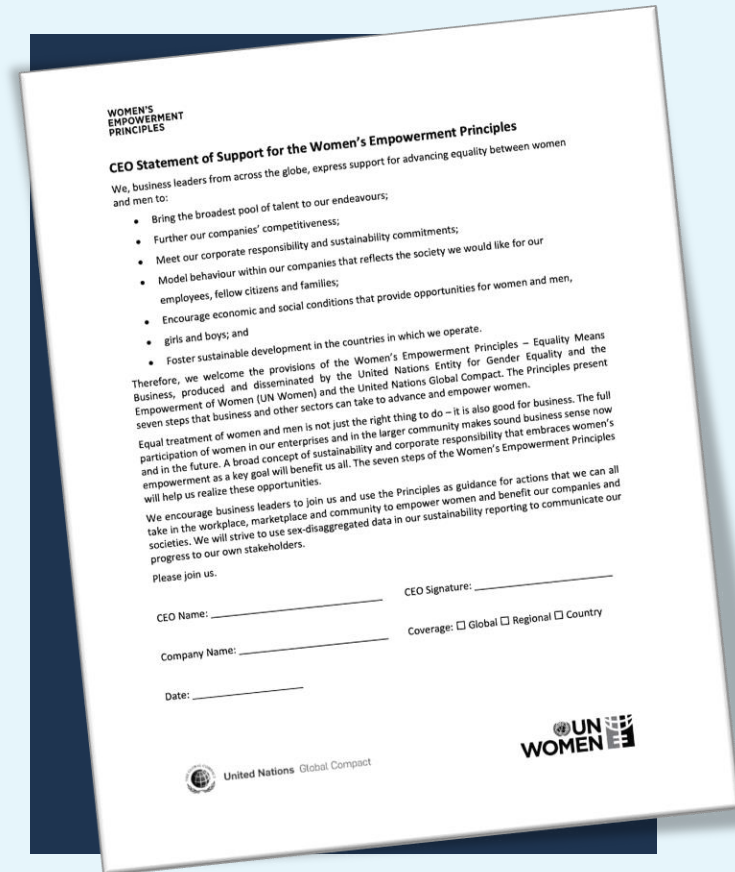 WOMEN'S
EMPOWERMENT
PRINCIPLES
CEO Statement of Support for the Women's Empowerment Principles
We, business leaders from across the globe, express support for advancing equality between women
and men to:
• Bring the broadest pool of talent to our endeavours;
• Further our companies' competitiveness;
• Meet our corporate responsibility and sustainability commitments;
• Model behaviour within our companies that reflects the society we would like for our
employees, fellow citizens and families;
• Encourage economic and social conditions that provide opportunities for women and men,
• girls and boys; and
• Foster sustainable development in the countries in which we operate.
Therefore, we welcome the provisions of the Women's Empowerment Principles – Equality Means
Business, produced and disseminated by the United Nations Entity for Gender Equality and the
Empowerment of Women (UN Women) and the United Nations Global Compact. The Principles present
seven steps that business and other sectors can take to advance and empower women.
Equal treatment of women and men is not just the right thing to do – it is also good for business. The full
participation of women in our enterprises and in the larger community makes sound business sense now
and in the future. A broad concept of sustainability and corporate responsibility that embraces women's
empowerment as a key goal will benefit us all. The seven steps of the Women's Empowerment Principles
will help us realize these opportunities.
We encourage business leaders to join us and use the Principles as guidance for actions that we can all
take in the workplace, marketplace and community to empower women and benefit our companies and
societies. We will strive to use sex-disaggregated data in our sustainability reporting to communicate our
progress to our own stakeholders.
Please join us.
CEO Name: ____________ CEO Signature: ____________
Company Name: ____________ Coverage: ☐ Global ☐ Regional ☐ Country
Date: ____________
United Nations Global Compact
UN
WOMEN